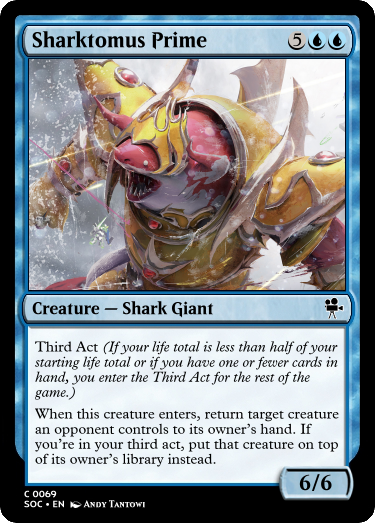 Sharktomus Prime 5
Creature — Shark Giant
Third Act (If your life total is less than half of your
starting life total or if you have one or fewer cards in
hand, you enter the Third Act for the rest of the
game.)
When this creature enters, return target creature
an opponent controls to its owner's hand. If
you're in your third act, put that creature on top
of its owner's library instead.
6/6
C 0069
SOC • EN Andy Tantowi